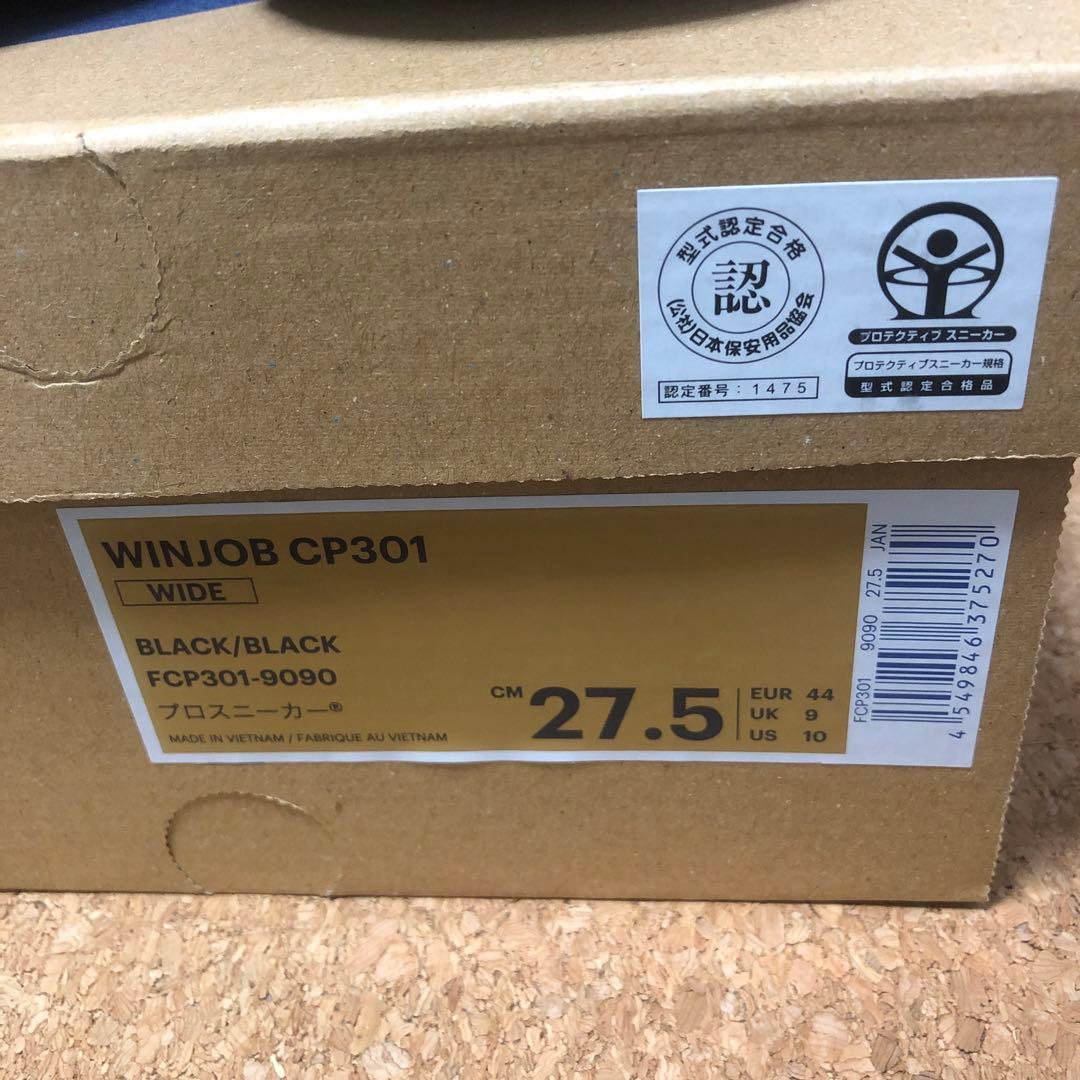 型式認定合格
認
(公社)日本保安用品協会
認定番号:1475
プロテクティブ スニーカー
プロテクティブスニーカー規格
型式認定合格品
WINJOB CP301
WIDE
BLACK/BLACK
FCP301-9090
プロスニーカー®
MADE IN VIETNAM / FABRIQUE AU VIETNAM
CM 27.5
EUR 44
UK 9
US 10
FCP301 9090 27.5 JAN
4 549846 375270